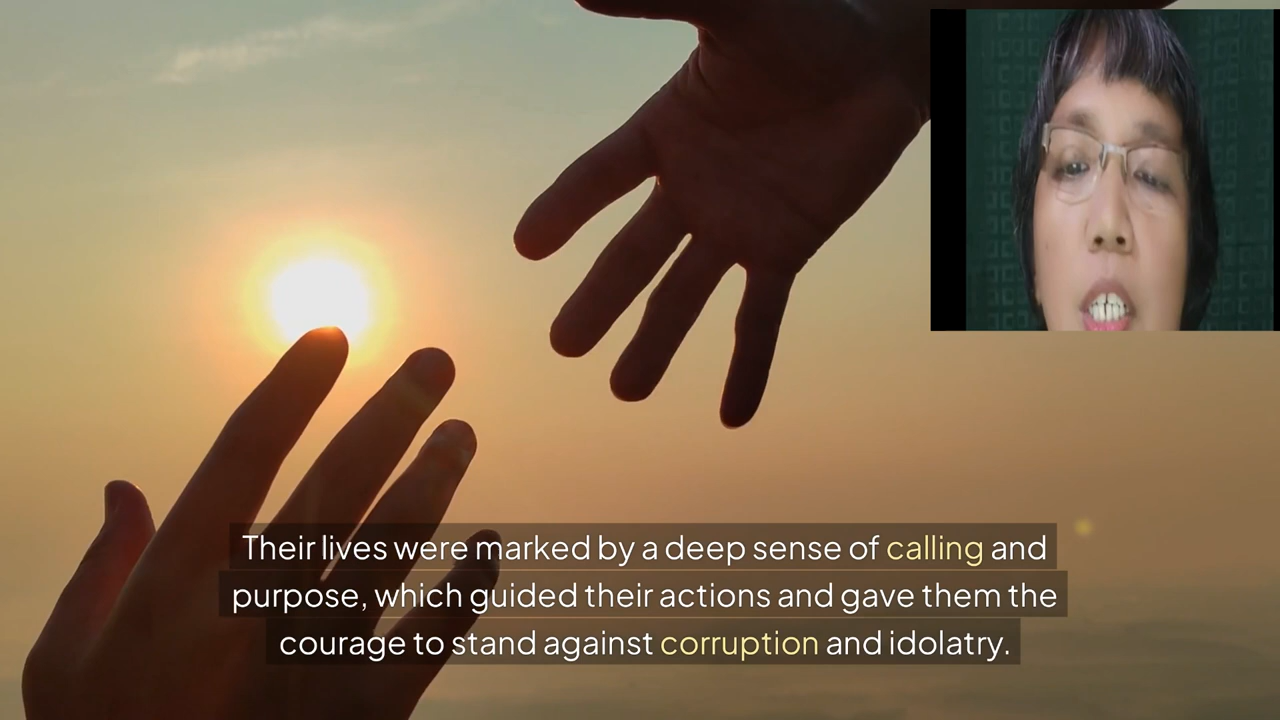 Their lives were marked by a deep sense of calling and
purpose, which guided their actions and gave them the
courage to stand against corruption and idolatry.